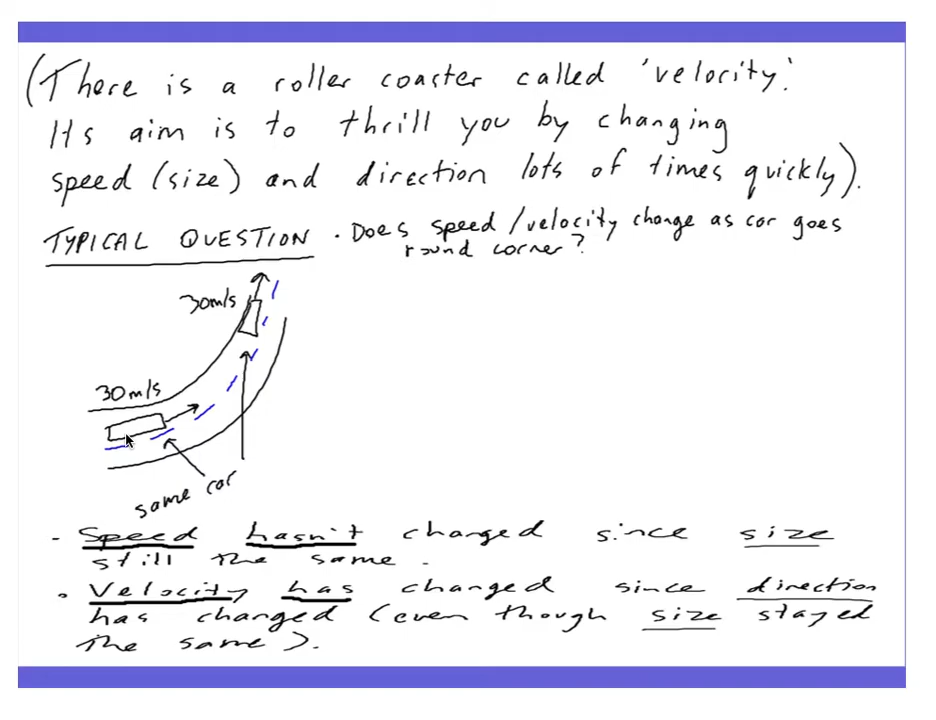 (There is a roller coaster called 'velocity'.
Its aim is to thrill you by changing
speed (size) and direction lots of times quickly).
TYPICAL QUESTION . Does speed/velocity change as car goes
round corner?
30m/s
30m/s
same car
- Speed hasn't changed since size
still the same.
. Velocity has changed since direction
has changed (even though size stayed
the same).